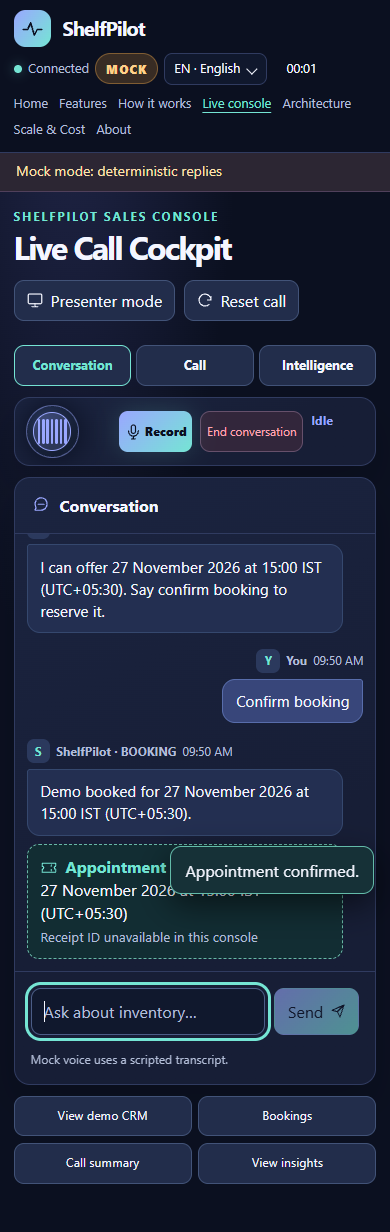 ShelfPilot
Connected MOCK EN · English 00:01
Home Features How it works Live console Architecture
Scale & Cost About
Mock mode: deterministic replies
SHELFPILOT SALES CONSOLE
Live Call Cockpit
Presenter mode Reset call
Conversation Call Intelligence
Record End conversation Idle
Conversation
I can offer 27 November 2026 at 15:00 IST
(UTC+05:30). Say confirm booking to
reserve it.
Y You 09:50 AM
Confirm booking
S ShelfPilot · BOOKING 09:50 AM
Demo booked for 27 November 2026 at
15:00 IST (UTC+05:30).
Appointment
Appointment confirmed.
27 November 2026 at 15:00 IST
(UTC+05:30)
Receipt ID unavailable in this console
Ask about inventory... Send
Mock voice uses a scripted transcript.
View demo CRM Bookings
Call summary View insights